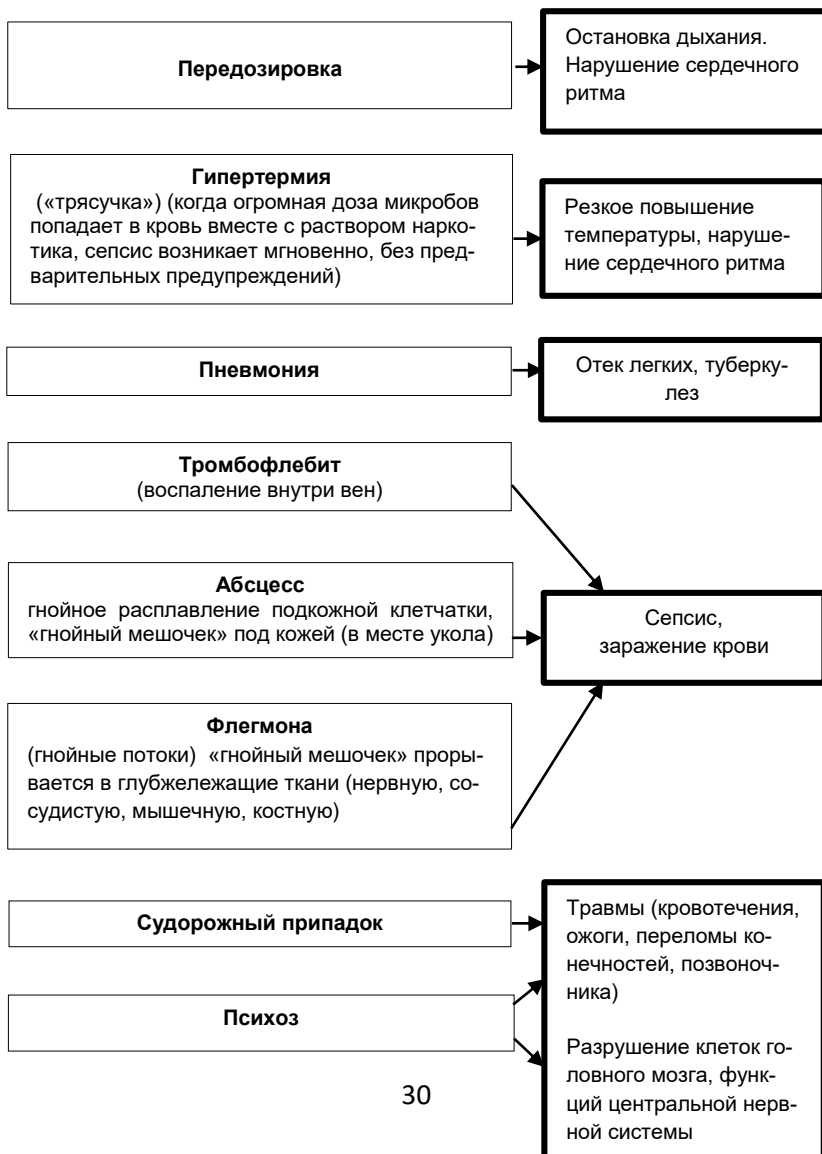 Передозировка
Остановка дыхания.
Нарушение сердечного
ритма
Гипертермия
(«трясучка») (когда огромная доза микробов
попадает в кровь вместе с раствором нарко-
тика, сепсис возникает мгновенно, без пред-
варительных предупреждений)
Резкое повышение
температуры, наруше-
ние сердечного ритма
Пневмония
Отек легких, туберку-
лез
Тромбофлебит
(воспаление внутри вен)
Абсцесс
гнойное расплавление подкожной клетчатки,
«гнойный мешочек» под кожей (в месте укола)
Сепсис,
заражение крови
Флегмона
(гнойные потоки) «гнойный мешочек» проры-
вается в глубжележащие ткани (нервную, со-
судистую, мышечную, костную)
Судорожный припадок
Травмы (кровотечения,
ожоги, переломы ко-
нечностей, позвоноч-
ника)
Психоз
Разрушение клеток го-
ловного мозга, функ-
ций центральной нерв-
ной системы
30